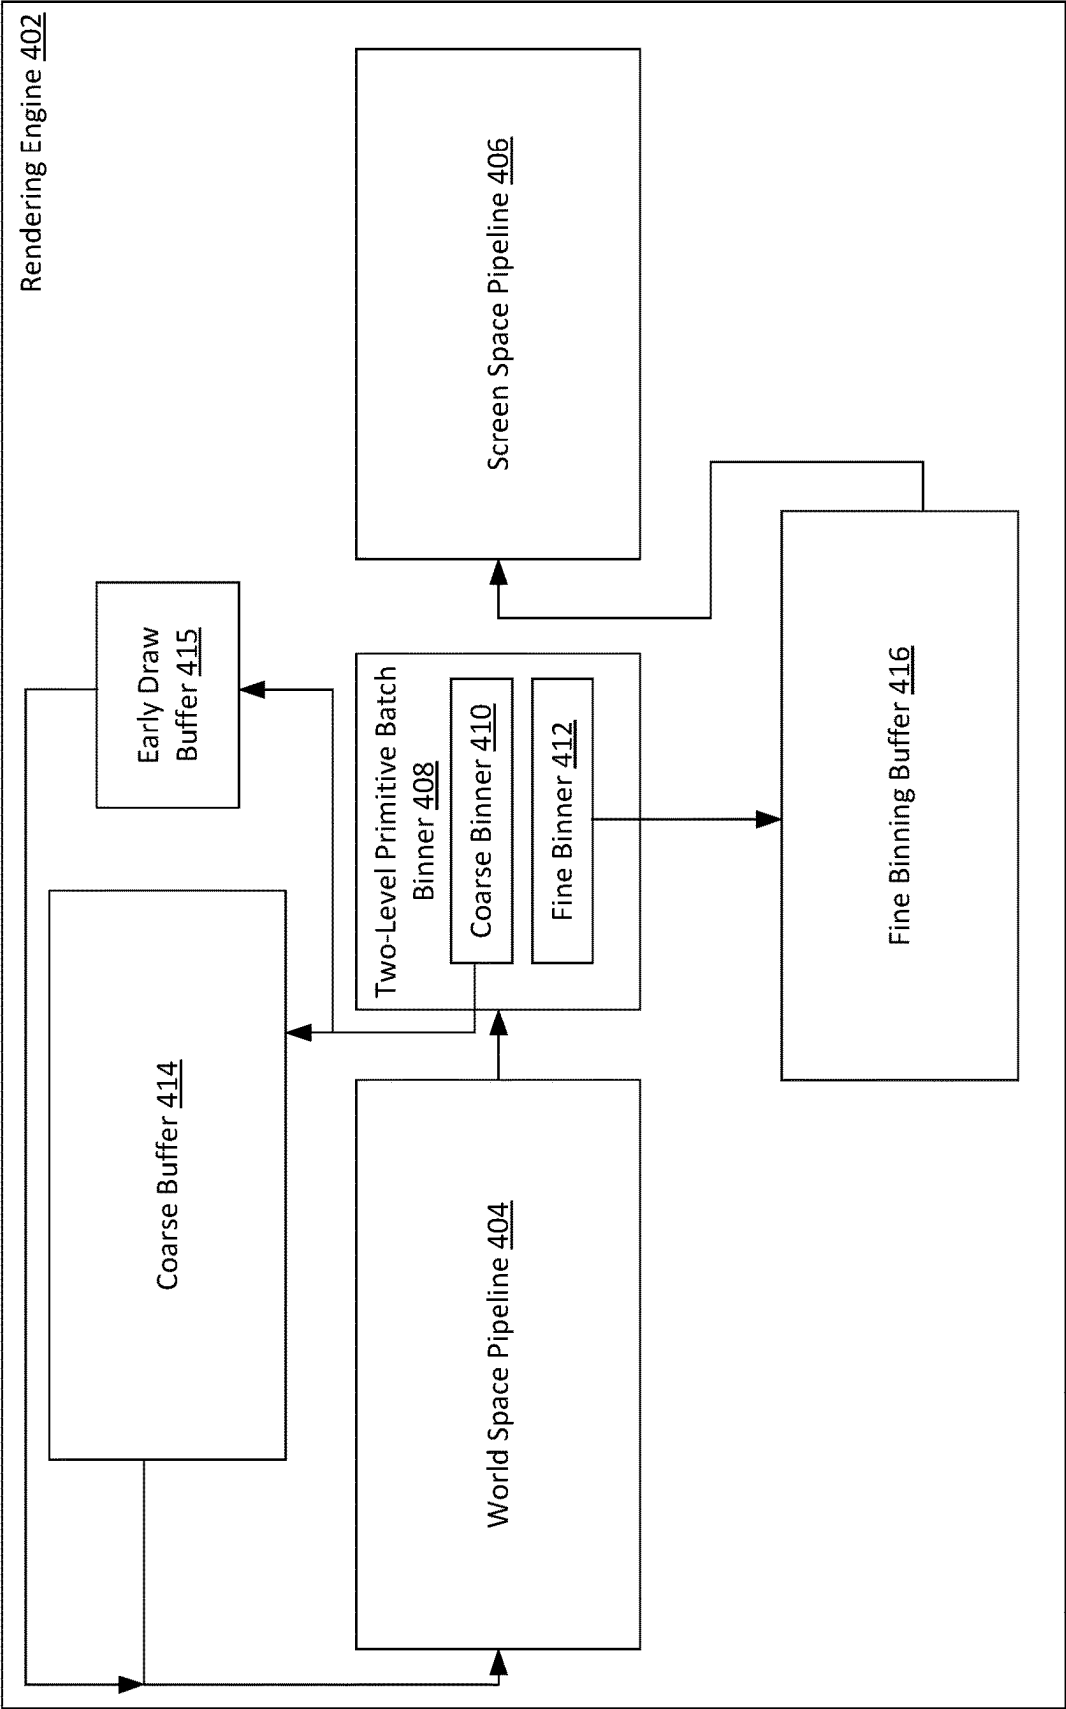 Rendering Engine 402
Early Draw
Buffer 415
Coarse Buffer 414
Two-Level Primitive Batch
Binner 408
Coarse Binner 410
Fine Binner 412
World Space Pipeline 404
Screen Space Pipeline 406
Fine Binning Buffer 416